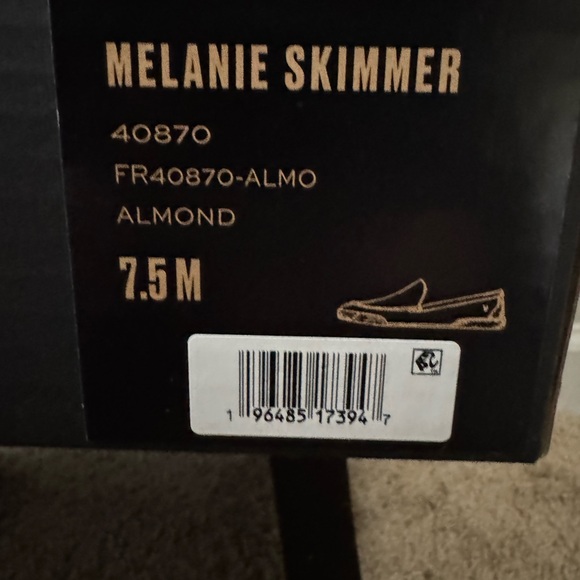 MELANIE SKIMMER
40870
FR40870-ALMO
ALMOND
7.5 M
1 96485 17394 7